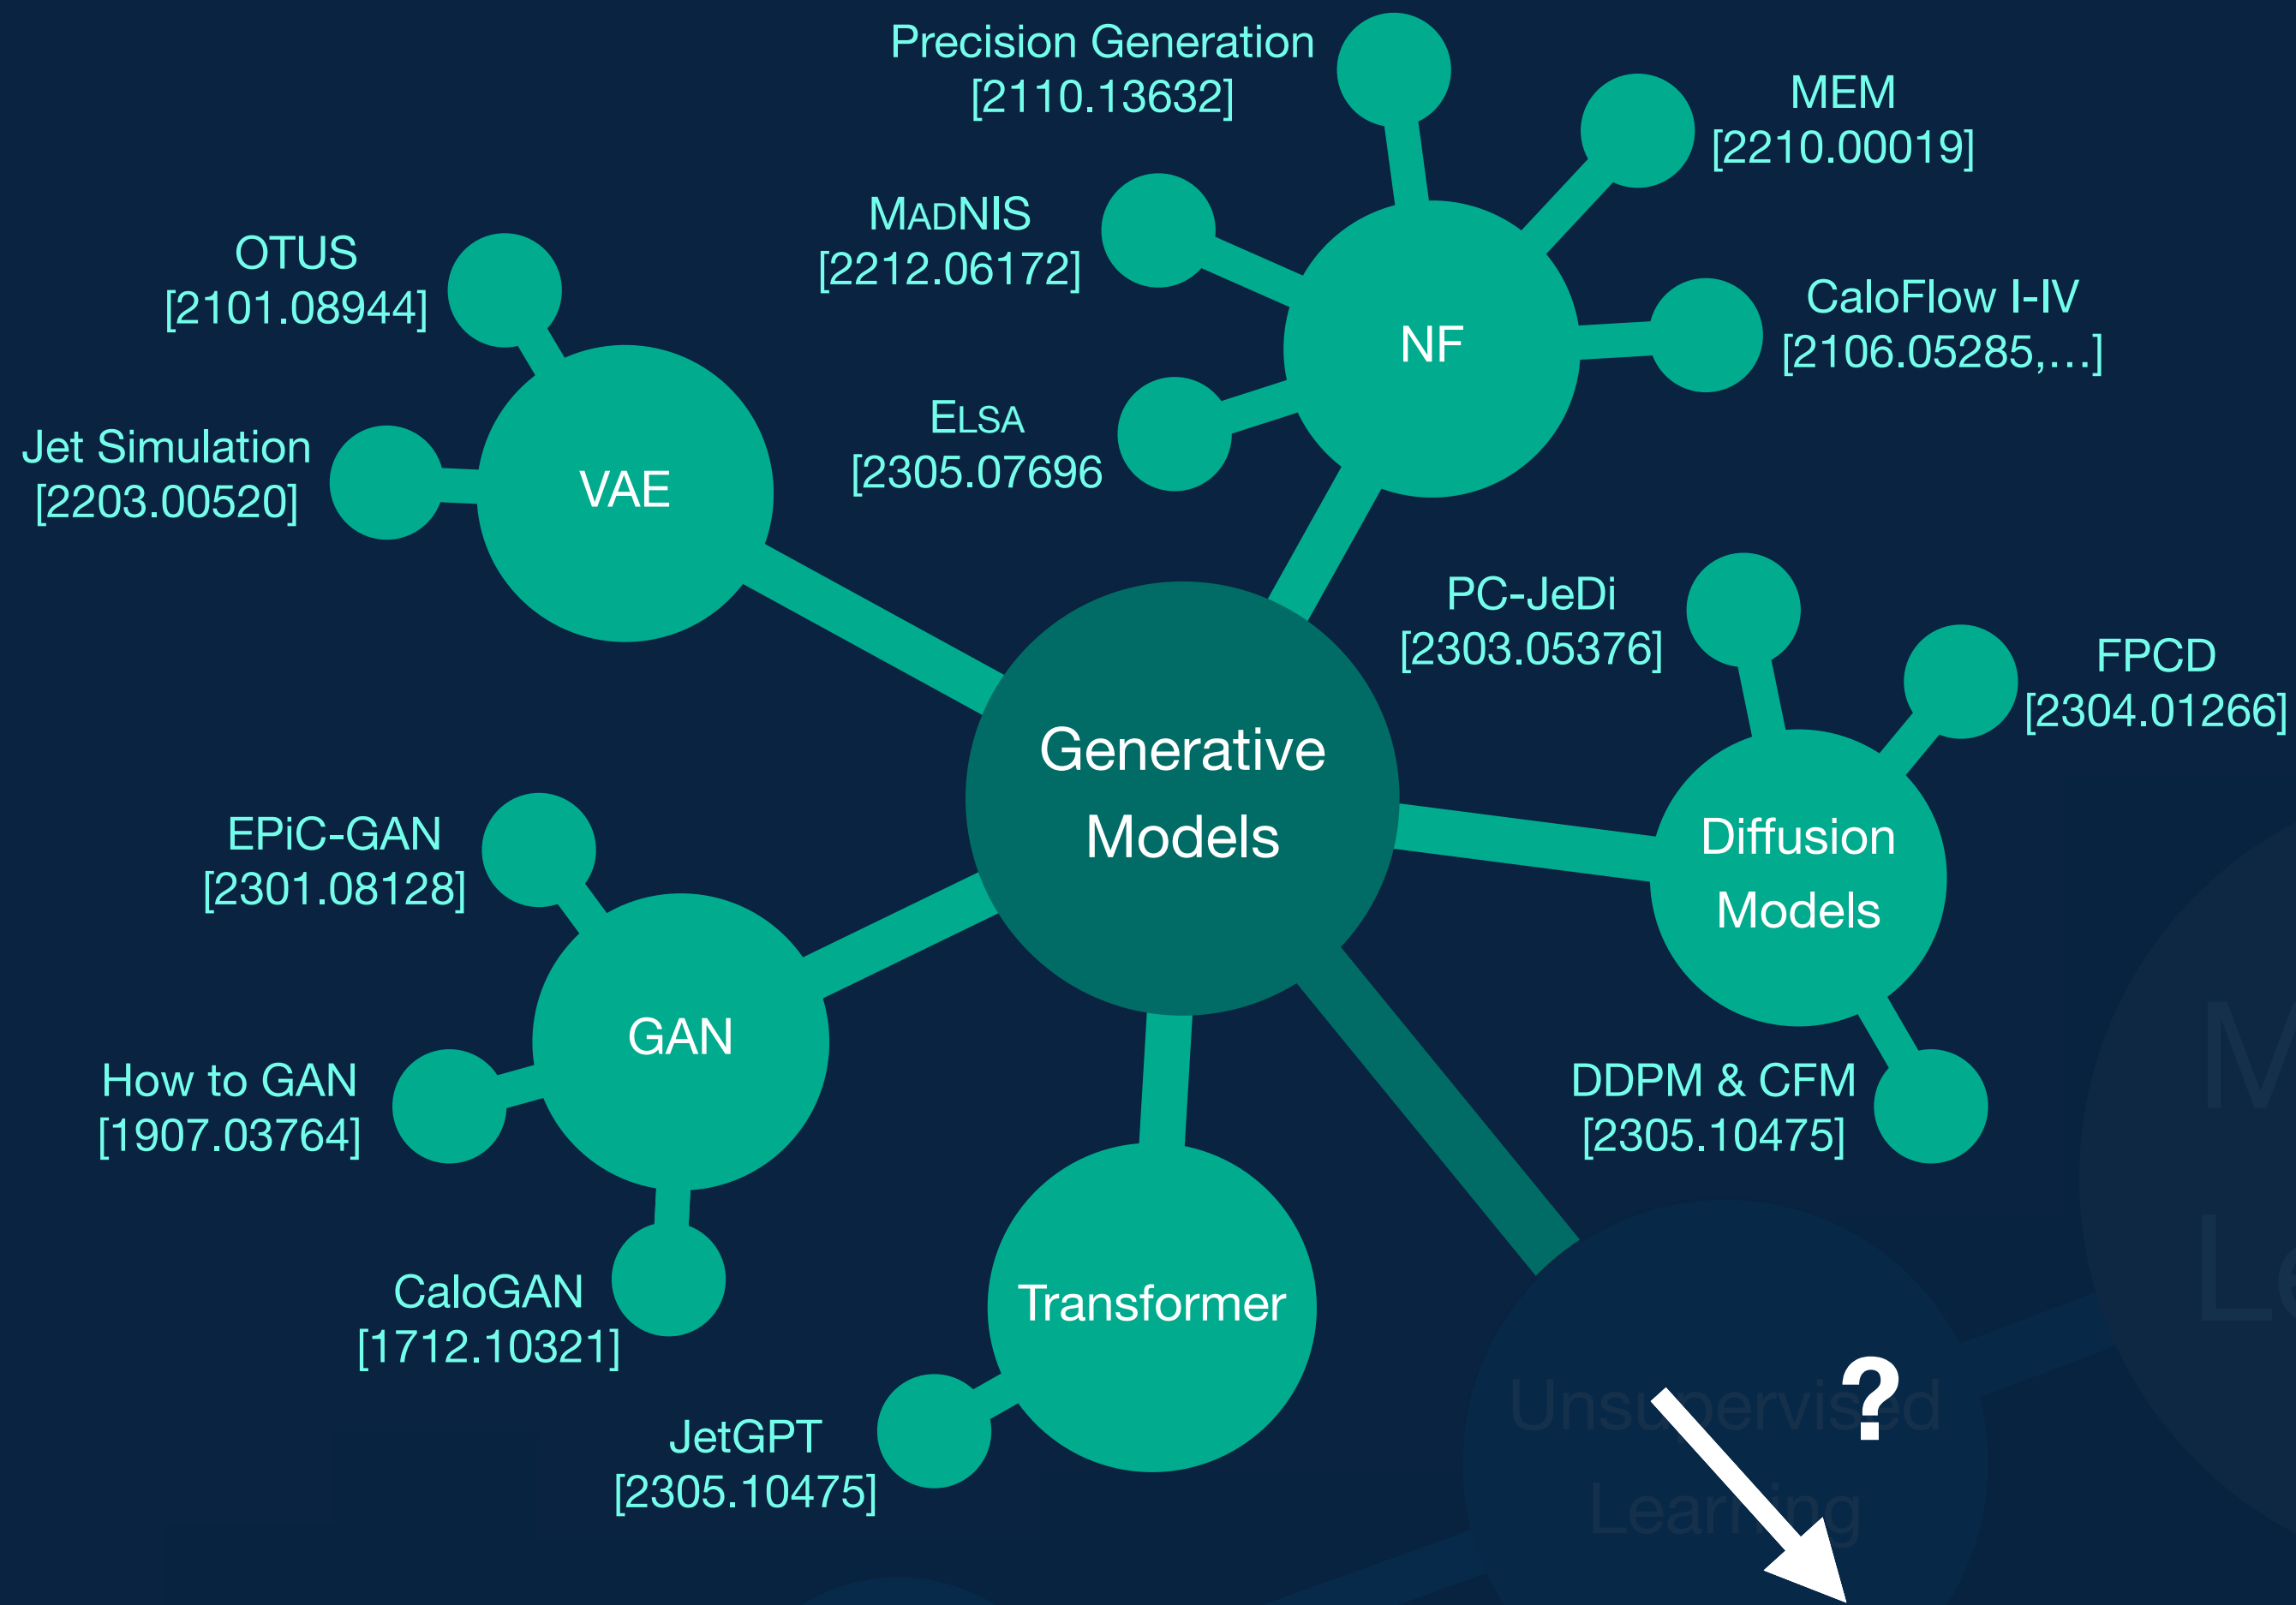 Precision Generation
[2110.13632]
MEM
[2210.00019]
MADNIS
[2212.06172]
OTUS
[2101.08944]
CaloFlow I-IV
[2106.05285,...]
NF
ELSA
[2305.07696
Jet Simulation
[2203.00520]
VAE
PC-JeDi
[2303.05376]
FPCD
[2304.01266]
Generative
Models
EPiC-GAN
[2301.08128]
Diffusion
Models
GAN
How to GAN
[1907.03764]
DDPM & CFM
[2305.10475]
CaloGAN
[1712.10321]
Transformer
?
Unsupervised
Learning
JetGPT
[2305.10475]